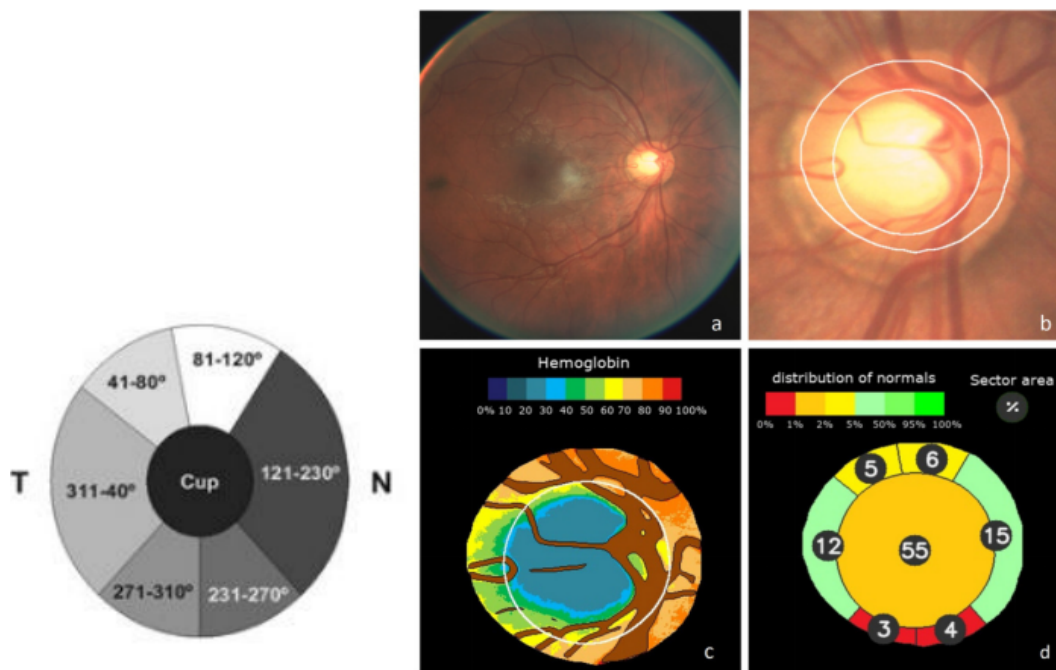 81-120º
41-80º
T
311-40º
Cup
121-230º
N
271-310º
231-270º
a
b
Hemoglobin
0% 10 20 30 40 50 60 70 80 90 100%
c
distribution of normals
Sector area
%
0% 1% 2% 5% 50% 95% 100%
5
6
12
55
15
3
4
d